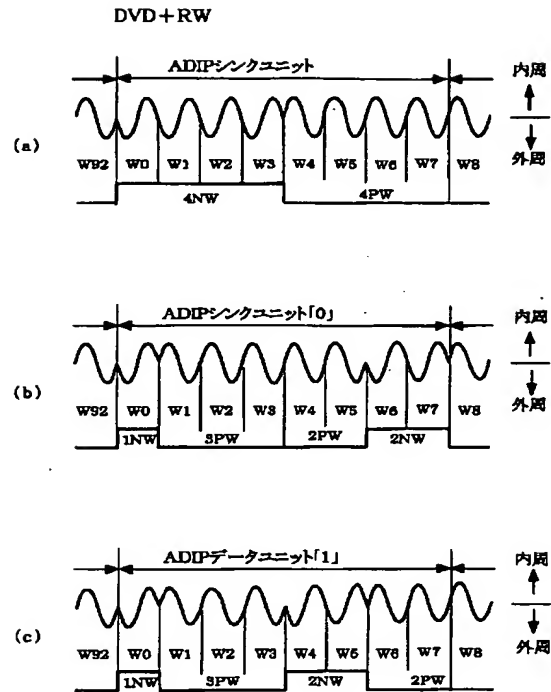 DVD+RW
ADIPシンクユニット
内周
外周
(a)
W92 W0 W1 W2 W3 W4 W5 W6 W7 W8
4NW 4PW
ADIPシンクユニット「0」
内周
外周
(b)
W92 W0 W1 W2 W3 W4 W5 W6 W7 W8
1NW 3PW 2PW 2NW
ADIPデータユニット「1」
内周
外周
(c)
W92 W0 W1 W2 W3 W4 W5 W6 W7 W8
1NW 3PW 2NW 2PW